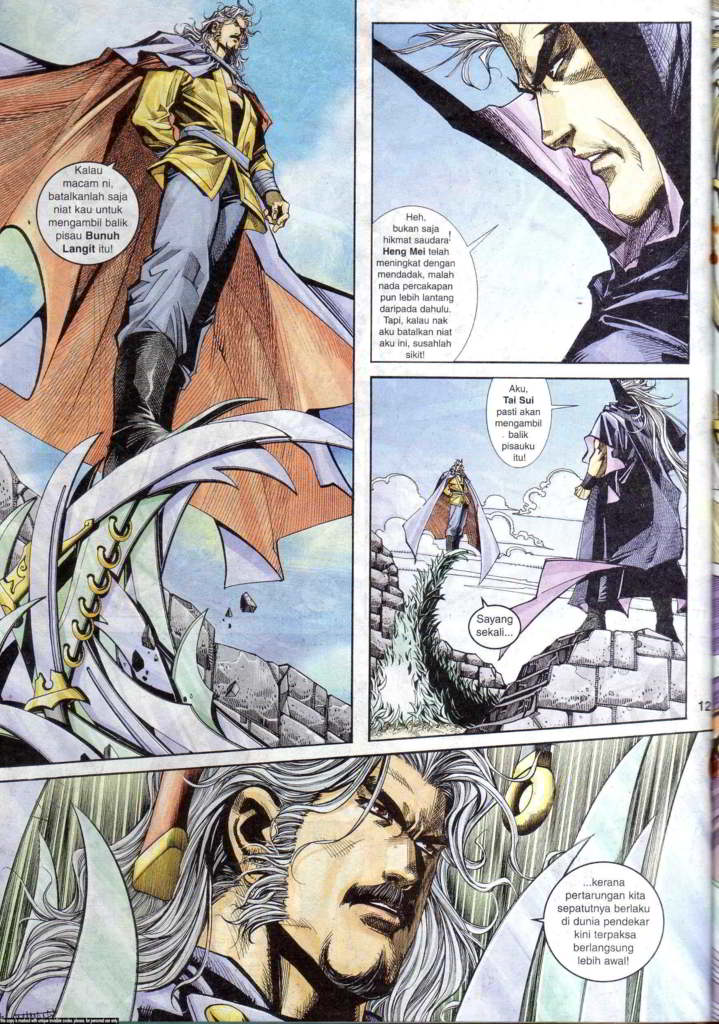 Kalau
macam ni,
batalkanlah saja
niat kau untuk
mengambil balik
pisau Bunuh
Langit itu!
Heh,
bukan saja
hikmat saudara
Heng Mei telah
meningkat dengan
mendadak, malah
nada percakapan
pun lebih lantang
daripada dahulu.
Tapi, kalau nak
aku batalkan niat
aku ini, susahlah
sikit!
Aku,
Tai Sui
pasti akan
mengambil
balik
pisauku
itu!
Sayang
sekali...
12
...kerana
pertarungan kita
sepatutnya berlaku
di dunia pendekar
kini terpaksa
berlangsung
lebih awal!